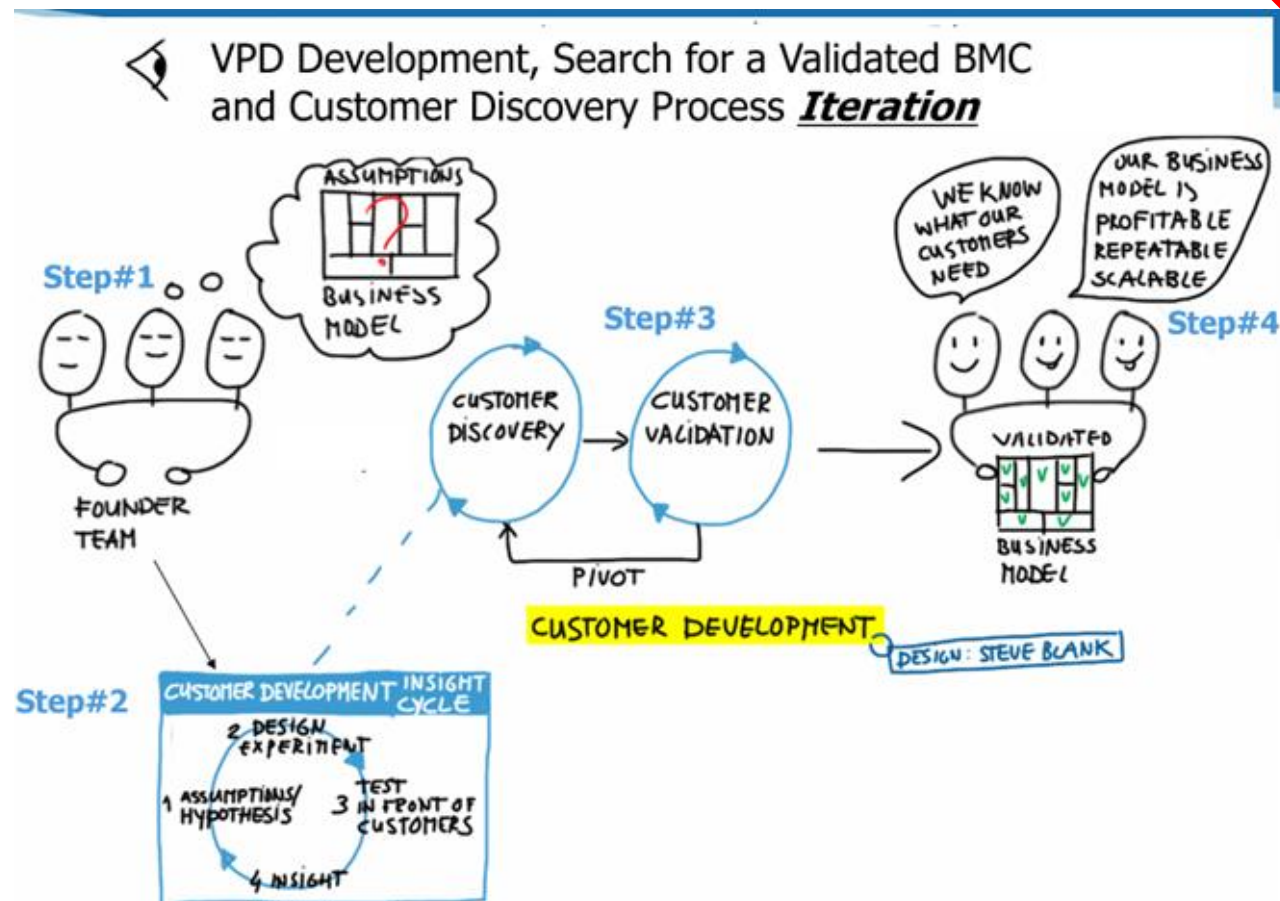 VPD Development, Search for a Validated BMC
and Customer Discovery Process Iteration
Step#1
ASSUMPTIONS
?
BUSINESS
MODEL
FOUNDER
TEAM
Step#2
CUSTOMER DEVELOPMENT INSIGHT
CYCLE
1 ASSUMPTIONS/
HYPOTHESIS
2 DESIGN
EXPERIMENT
3 TEST
IN FRONT OF
CUSTOMERS
4 INSIGHT
Step#3
CUSTOMER
DISCOVERY
CUSTOMER
VALIDATION
PIVOT
CUSTOMER DEVELOPMENT
DESIGN: STEVE BLANK
WE KNOW
WHAT OUR
CUSTOMERS
NEED
OUR BUSINESS
MODEL IS
PROFITABLE
REPEATABLE
SCALABLE
Step#4
VALIDATED
BUSINESS
MODEL